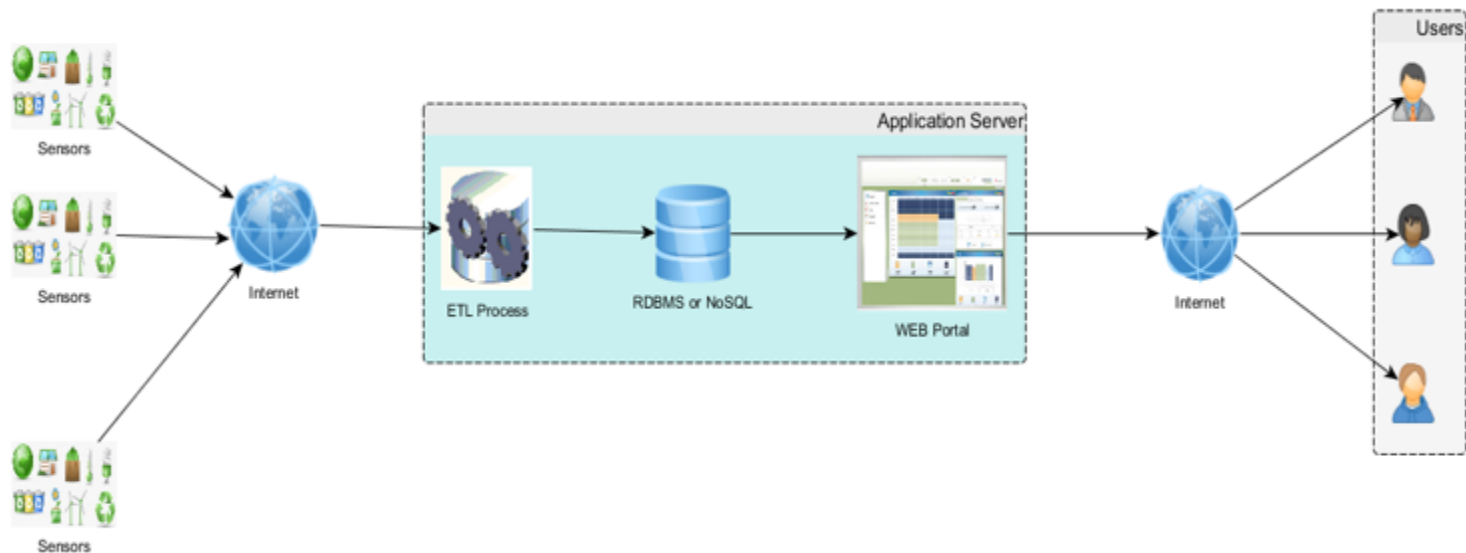 Users
Application Server
Sensors
Sensors
Internet
ETL Process
RDBMS or NoSQL
WEB Portal
Internet
Sensors